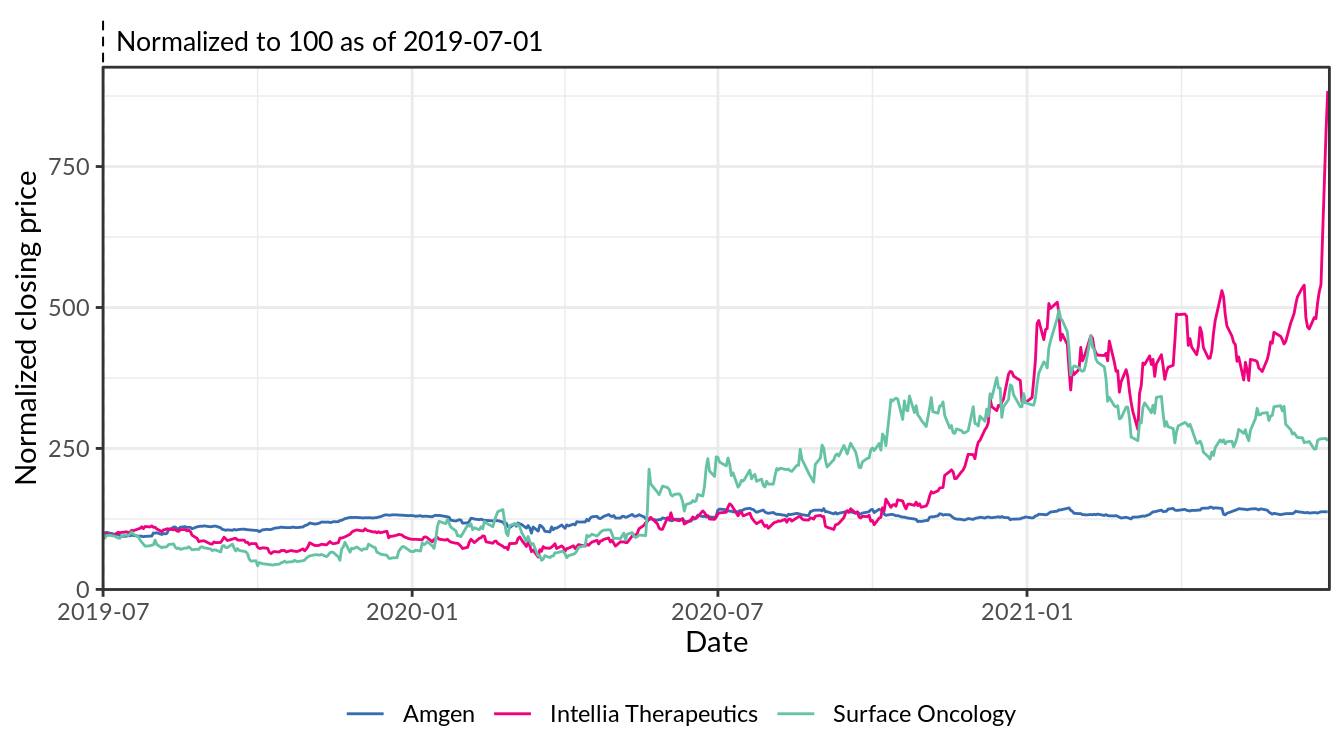 Normalized to 100 as of 2019-07-01
Normalized closing price
750
500
250
0
2019-07 2020-01 2020-07 2021-01
Date
Amgen Intellia Therapeutics Surface Oncology